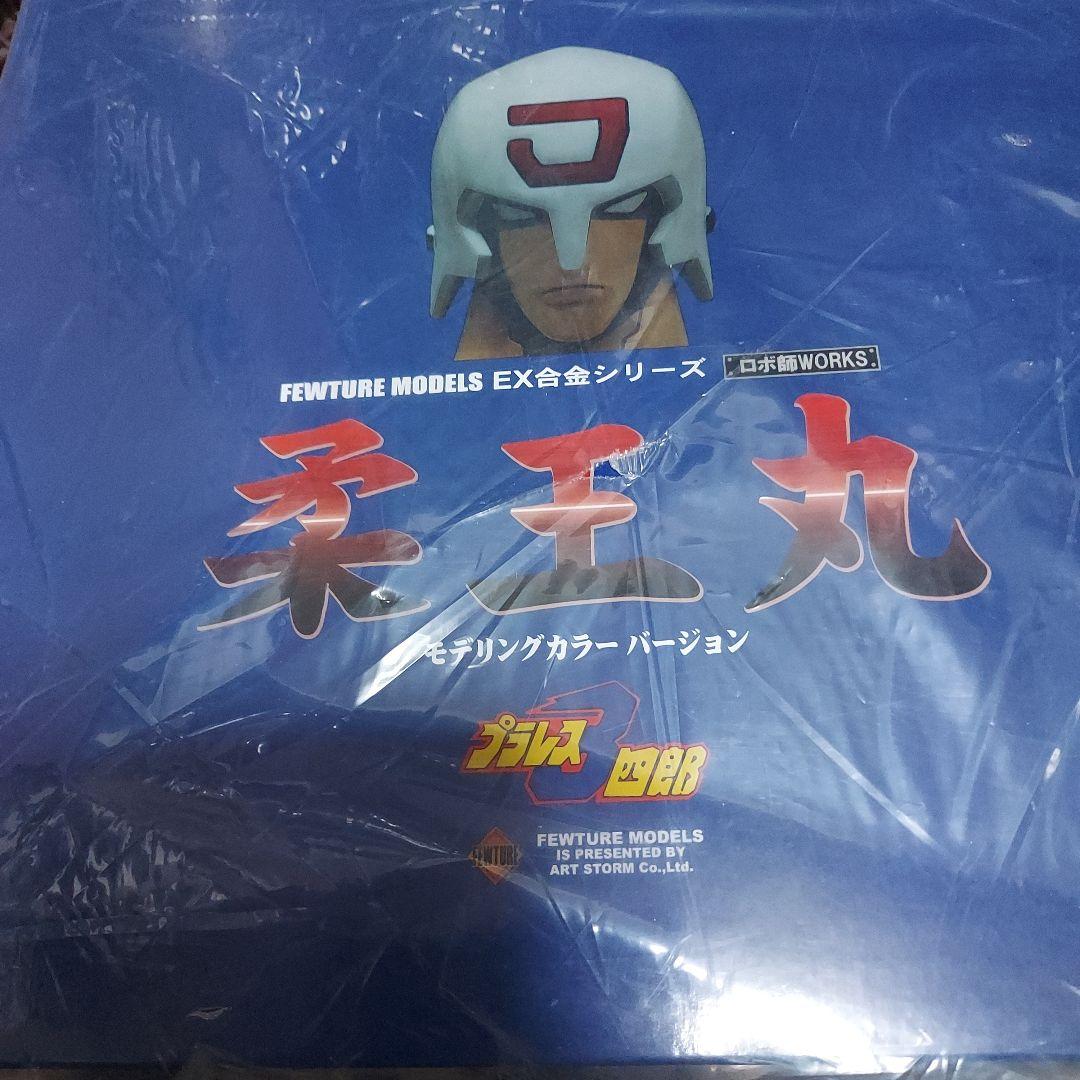 FEWTURE MODELS EX合金シリーズ ロボ師WORKS
柔王丸
モデリングカラー バージョン
プラレス3四郎
FEWTURE
FEWTURE MODELS
IS PRESENTED BY
ART STORM Co.,Ltd.